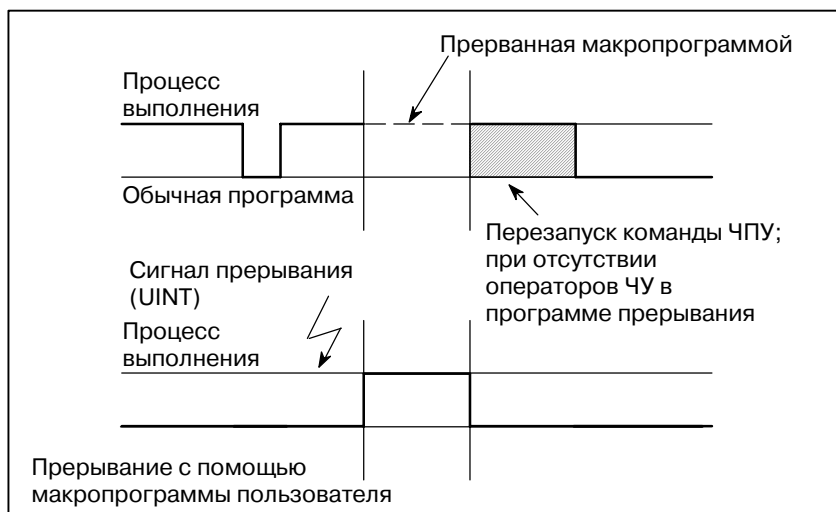 Прерванная макропрограммой
Процесс
выполнения
Обычная программа
Перезапуск команды ЧПУ;
при отсутствии
операторов ЧУ в
программе прерывания
Сигнал прерывания
(UINT)
Процесс
выполнения
Прерывание с помощью
макропрограммы пользователя